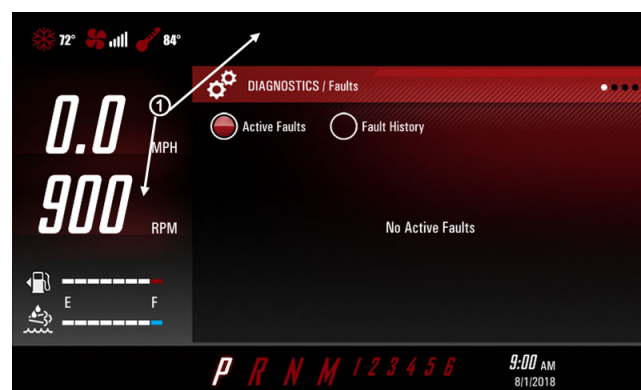 72° 84°
DIAGNOSTICS / Faults
1
0.0 MPH
Active Faults Fault History
900 RPM
No Active Faults
E F
P R N M 1 2 3 4 5 6
9:00 AM
8/1/2018